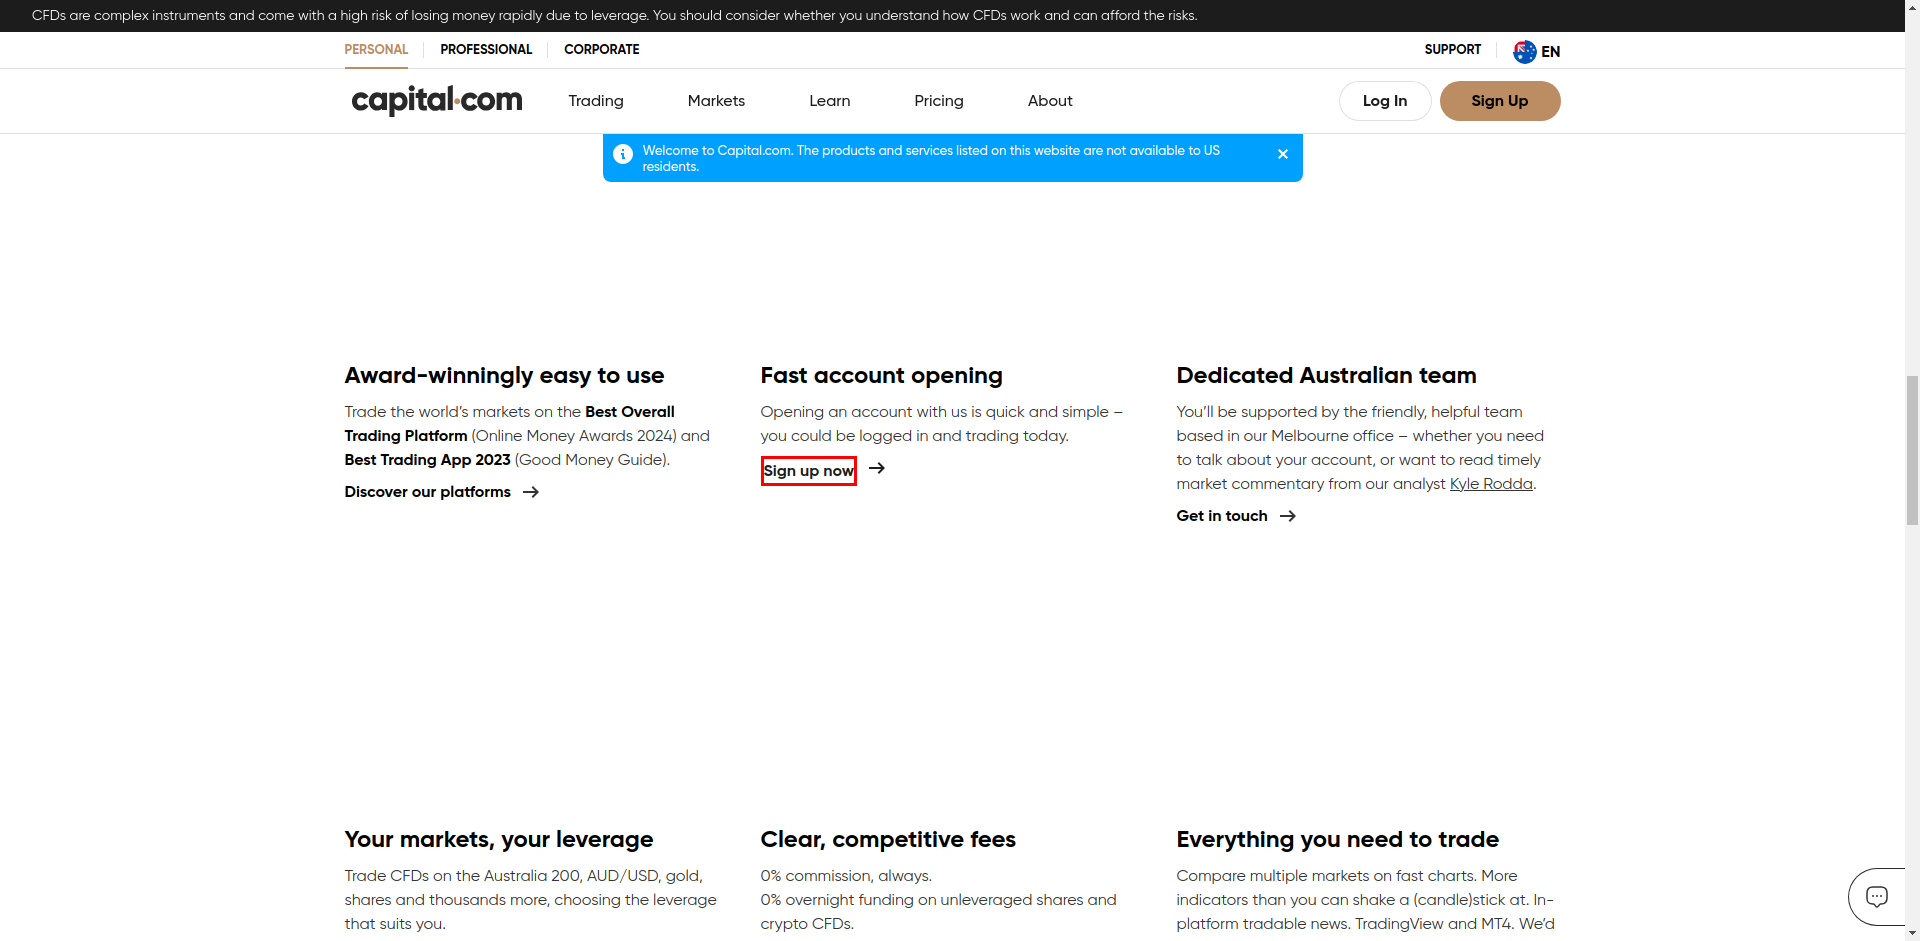 CFDs are complex instruments and come with a high risk of losing money rapidly due to leverage. You should consider whether you understand how CFDs work and can afford the risks.
PERSONAL
PROFESSIONAL
CORPORATE
SUPPORT
EN
capital.com
Trading
Markets
Learn
Pricing
About
Log In
Sign Up
Welcome to Capital.com. The products and services listed on this website are not available to US
residents.
Award-winningly easy to use
Trade the world's markets on the Best Overall
Trading Platform (Online Money Awards 2024) and
Best Trading App 2023 (Good Money Guide).
Discover our platforms
Fast account opening
Opening an account with us is quick and simple –
you could be logged in and trading today.
Sign up now
Dedicated Australian team
You'll be supported by the friendly, helpful team
based in our Melbourne office – whether you need
to talk about your account, or want to read timely
market commentary from our analyst Kyle Rodda.
Get in touch
Your markets, your leverage
Trade CFDs on the Australia 200, AUD/USD, gold,
shares and thousands more, choosing the leverage
that suits you.
Clear, competitive fees
0% commission, always.
0% overnight funding on unleveraged shares and
crypto CFDs.
Everything you need to trade
Compare multiple markets on fast charts. More
indicators than you can shake a (candle)stick at. In-
platform tradable news. TradingView and MT4. We'd